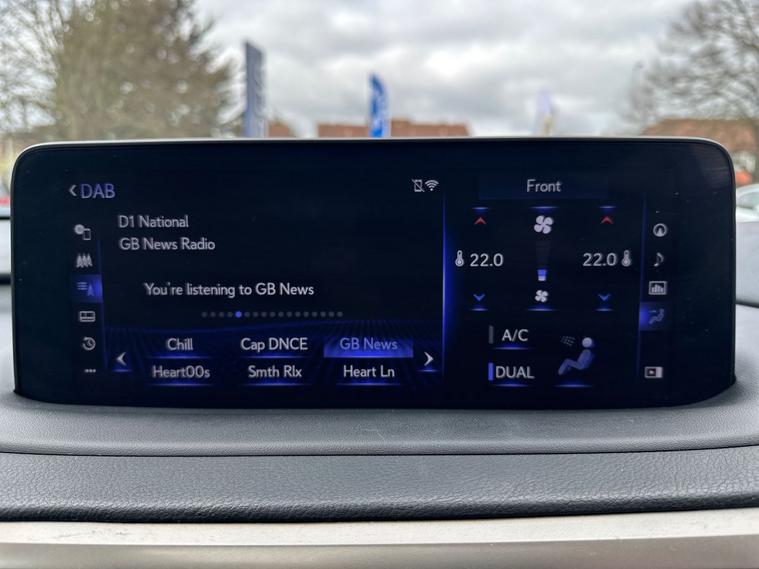 DAB
D1 National
GB News Radio
You're listening to GB News
Chill Cap DNCE GB News
Heart00s Smth Rlx Heart Ln
Front
22.0 22.0
A/C
DUAL